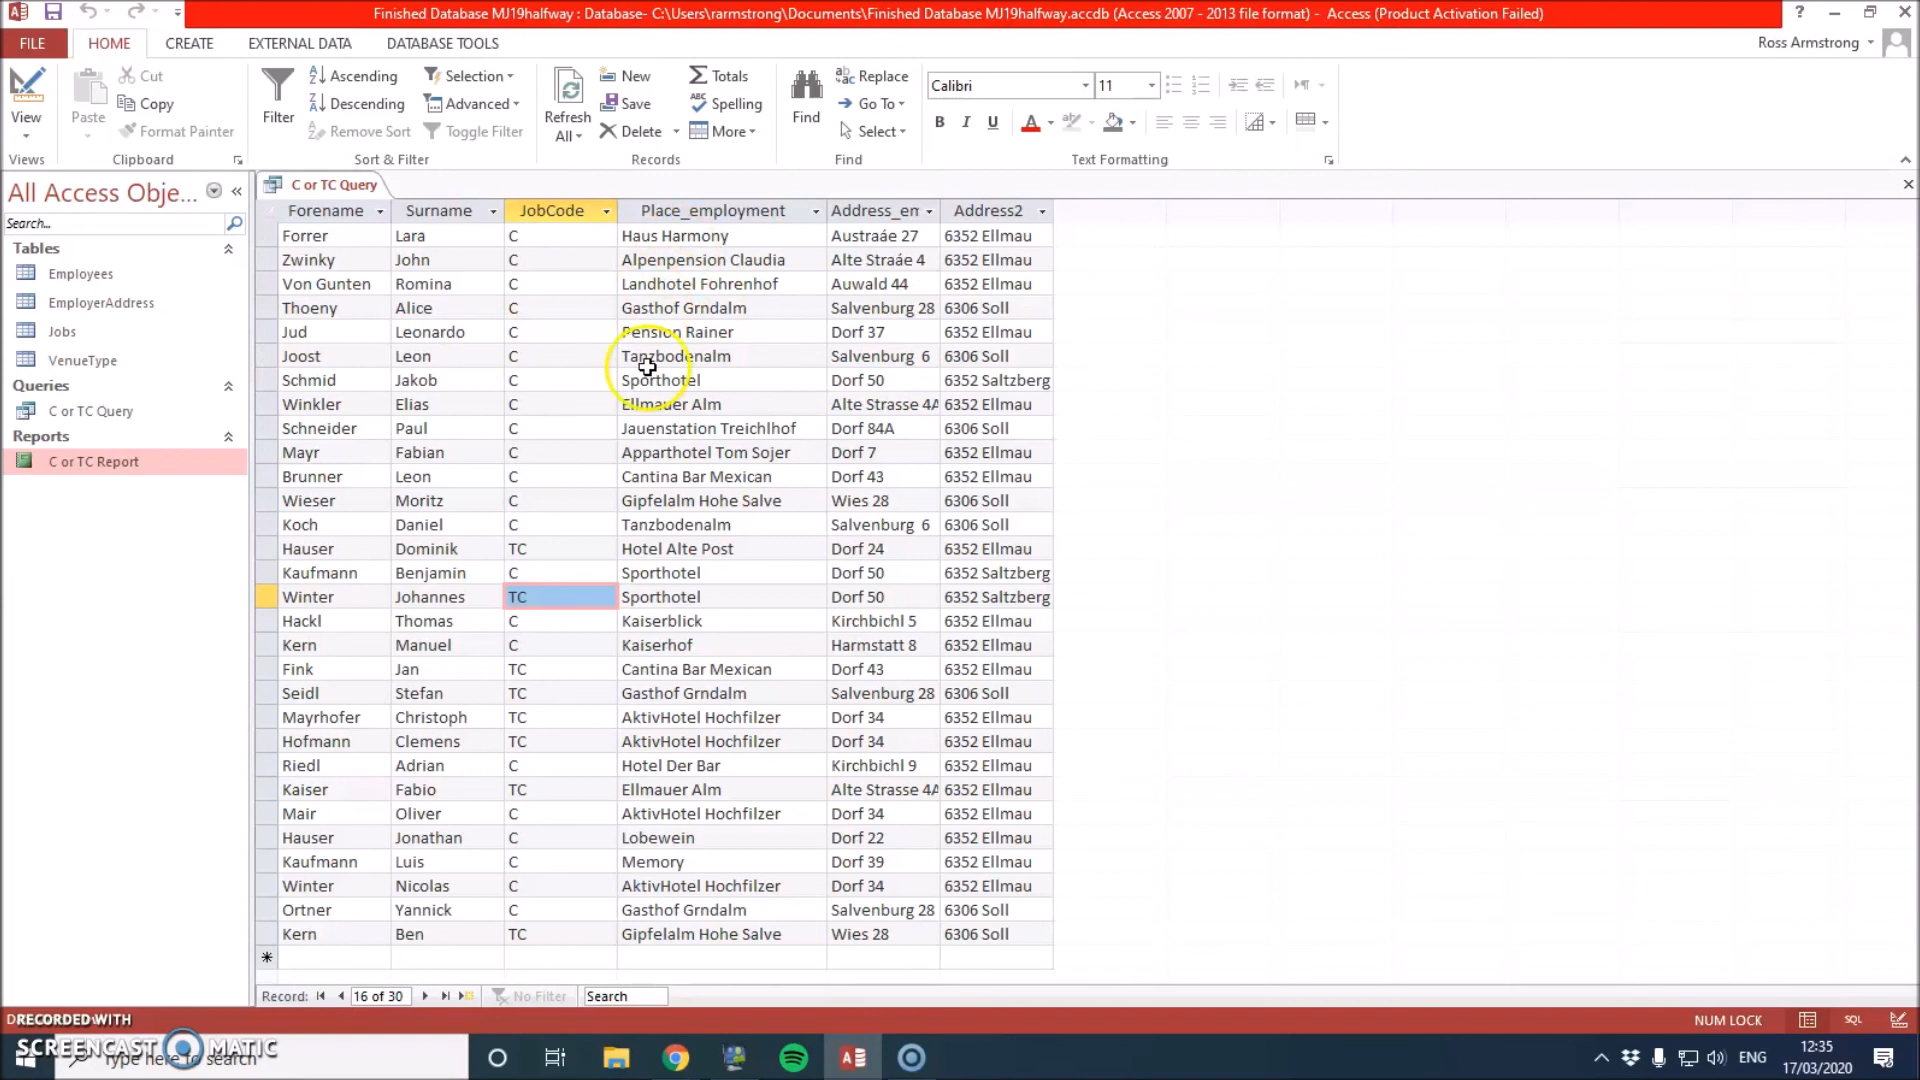 Finished Database MJ19halfway : Database- C:\Users\rarmstrong\Documents\Finished Database MJ19halfway.accdb (Access 2007 - 2013 file format) - Access (Product Activation Failed)
FILE HOME CREATE EXTERNAL DATA DATABASE TOOLS Ross Armstrong
View Paste Cut Copy Format Painter
Filter Ascending Descending Remove Sort Selection Advanced Toggle Filter
Refresh All New Save Delete Totals Spelling More
Find Replace Go To Select
Calibri 11
B I U A
Views Clipboard Sort & Filter Records Find Text Formatting
All Access Obje...
Search...
Tables
Employees
EmployerAddress
Jobs
VenueType
Queries
C or TC Query
Reports
C or TC Report
C or TC Query
Forename Surname JobCode Place_employment Address_em Address2
Forrer Lara C Haus Harmony Austraáe 27 6352 Ellmau
Zwinky John C Alpenpension Claudia Alte Straáe 4 6352 Ellmau
Von Gunten Romina C Landhotel Fohrenhof Auwald 44 6352 Ellmau
Thoeny Alice C Gasthof Grndalm Salvenburg 28 6306 Soll
Jud Leonardo C Pension Rainer Dorf 37 6352 Ellmau
Joost Leon C Tanzbodenalm Salvenburg 6 6306 Soll
Schmid Jakob C Sporthotel Dorf 50 6352 Saltzberg
Winkler Elias C Ellmauer Alm Alte Strasse 4A 6352 Ellmau
Schneider Paul C Jauenstation Treichlhof Dorf 84A 6352 Ellmau
Mayr Fabian C Apparthotel Tom Sojer Dorf 7 6352 Ellmau
Brunner Leon C Cantina Bar Mexican Dorf 43 6352 Ellmau
Wieser Moritz C Gipfelalm Hohe Salve Wies 28 6306 Soll
Koch Daniel C Tanzbodenalm Salvenburg 6 6306 Soll
Hauser Dominik TC Hotel Alte Post Dorf 24 6352 Ellmau
Kaufmann Benjamin C Sporthotel Dorf 50 6352 Saltzberg
Winter Johannes TC Sporthotel Dorf 50 6352 Saltzberg
Hackl Thomas C Kaiserblick Kirchbichl 5 6352 Ellmau
Kern Manuel C Kaiserhof Harmstatt 8 6352 Ellmau
Fink Jan TC Cantina Bar Mexican Dorf 43 6352 Ellmau
Seidl Stefan TC Gasthof Grndalm Salvenburg 28 6306 Soll
Mayrhofer Christoph TC AktivHotel Hochfilzer Dorf 34 6352 Ellmau
Hofmann Clemens TC AktivHotel Hochfilzer Dorf 34 6352 Ellmau
Riedl Adrian C Hotel Der Bar Kirchbichl 9 6352 Ellmau
Kaiser Fabio TC Ellmauer Alm Alte Strasse 4A 6352 Ellmau
Mair Oliver C AktivHotel Hochfilzer Dorf 34 6352 Ellmau
Hauser Jonathan C Lobewein Dorf 22 6352 Ellmau
Kaufmann Luis C Memory Dorf 39 6352 Ellmau
Winter Nicolas C AktivHotel Hochfilzer Dorf 34 6352 Ellmau
Ortner Yannick C Gasthof Grndalm Salvenburg 28 6306 Soll
Kern Ben TC Gipfelalm Hohe Salve Wies 28 6306 Soll
Record: 16 of 30 No Filter Search
RECORDED WITH NUM LOCK SQL
SCREENCAST MATIC
Type here to search
ENG 12:35
17/03/2020